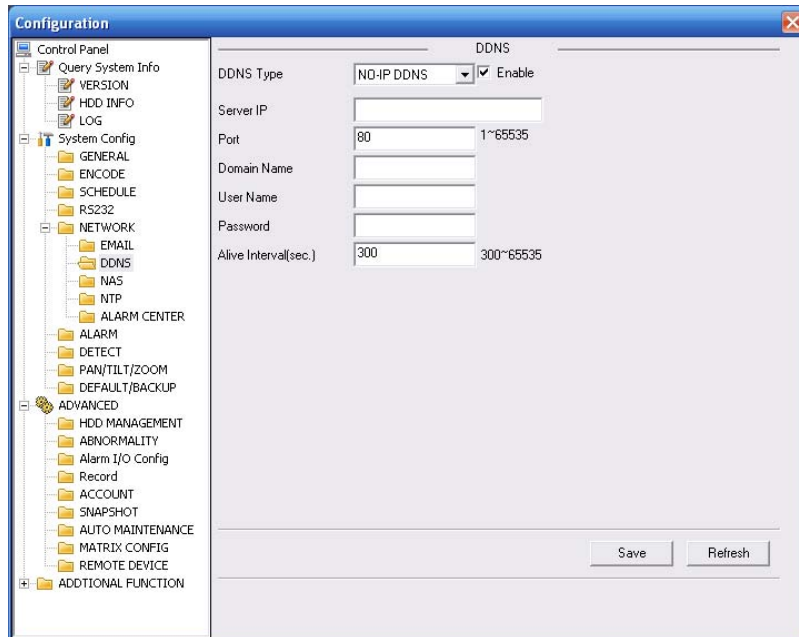 Configuration
Control Panel
Query System Info
VERSION
HDD INFO
LOG
System Config
GENERAL
ENCODE
SCHEDULE
RS232
NETWORK
EMAIL
DDNS
NAS
NTP
ALARM CENTER
ALARM
DETECT
PAN/TILT/ZOOM
DEFAULT/BACKUP
ADVANCED
HDD MANAGEMENT
ABNORMALITY
Alarm I/O Config
Record
ACCOUNT
SNAPSHOT
AUTO MAINTENANCE
MATRIX CONFIG
REMOTE DEVICE
ADDTIONAL FUNCTION
DDNS
DDNS Type NO-IP DDNS Enable
Server IP
Port 80 1~65535
Domain Name
User Name
Password
Alive Interval(sec.) 300 300~65535
Save Refresh